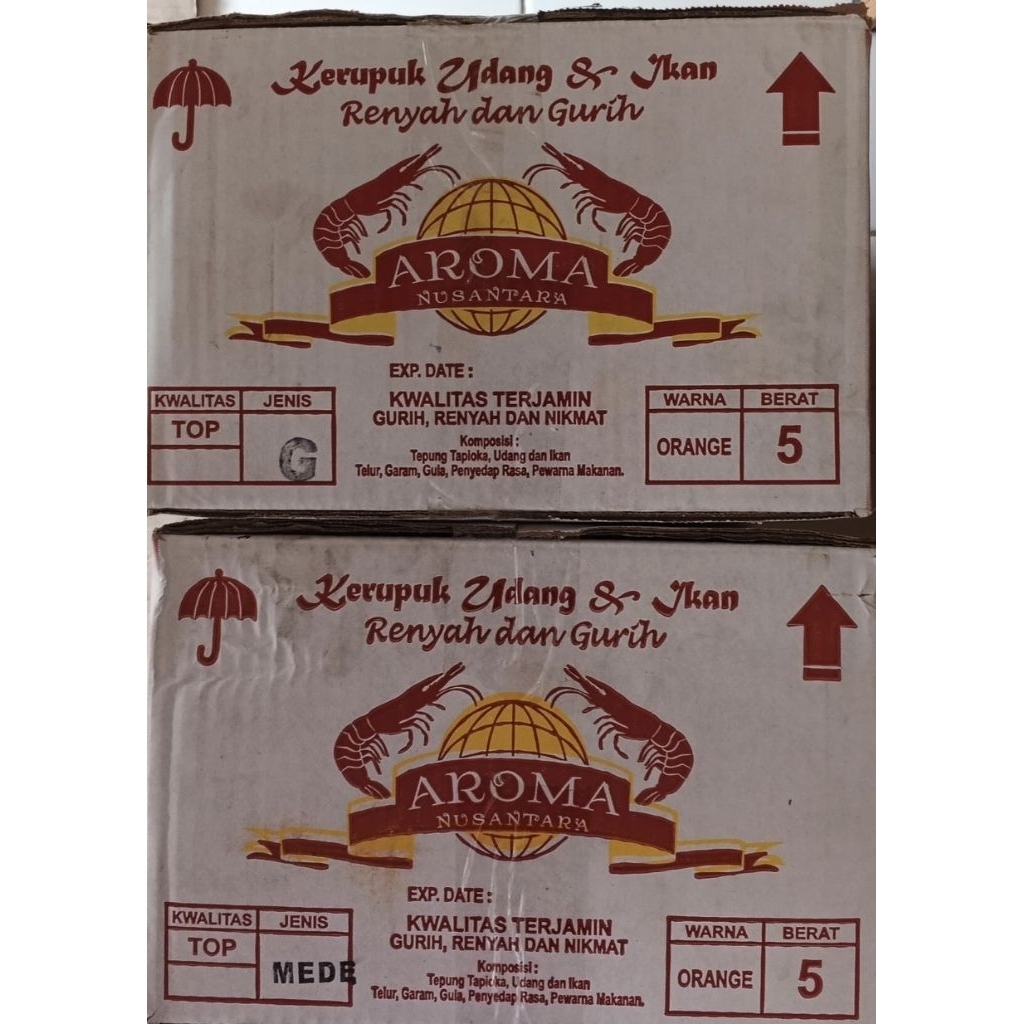 Kerupuk Udang & Ikan
Renyah dan Gurih
AROMA
NUSANTARA
EXP. DATE :
KWALITAS TERJAMIN
GURIH, RENYAH DAN NIKMAT
Komposisi :
Tepung Tapioka, Udang dan Ikan
Telur, Garam, Gula, Penyedap Rasa, Pewarna Makanan.
KWALITAS JENIS
TOP
G
WARNA BERAT
ORANGE 5
Kerupuk Udang & Ikan
Renyah dan Gurih
AROMA
NUSANTARA
EXP. DATE :
KWALITAS TERJAMIN
GURIH, RENYAH DAN NIKMAT
Komposisi :
Tepung Tapioka, Udang dan Ikan
Telur, Garam, Gula, Penyedap Rasa, Pewarna Makanan.
KWALITAS JENIS
TOP
MEDE
WARNA BERAT
ORANGE 5